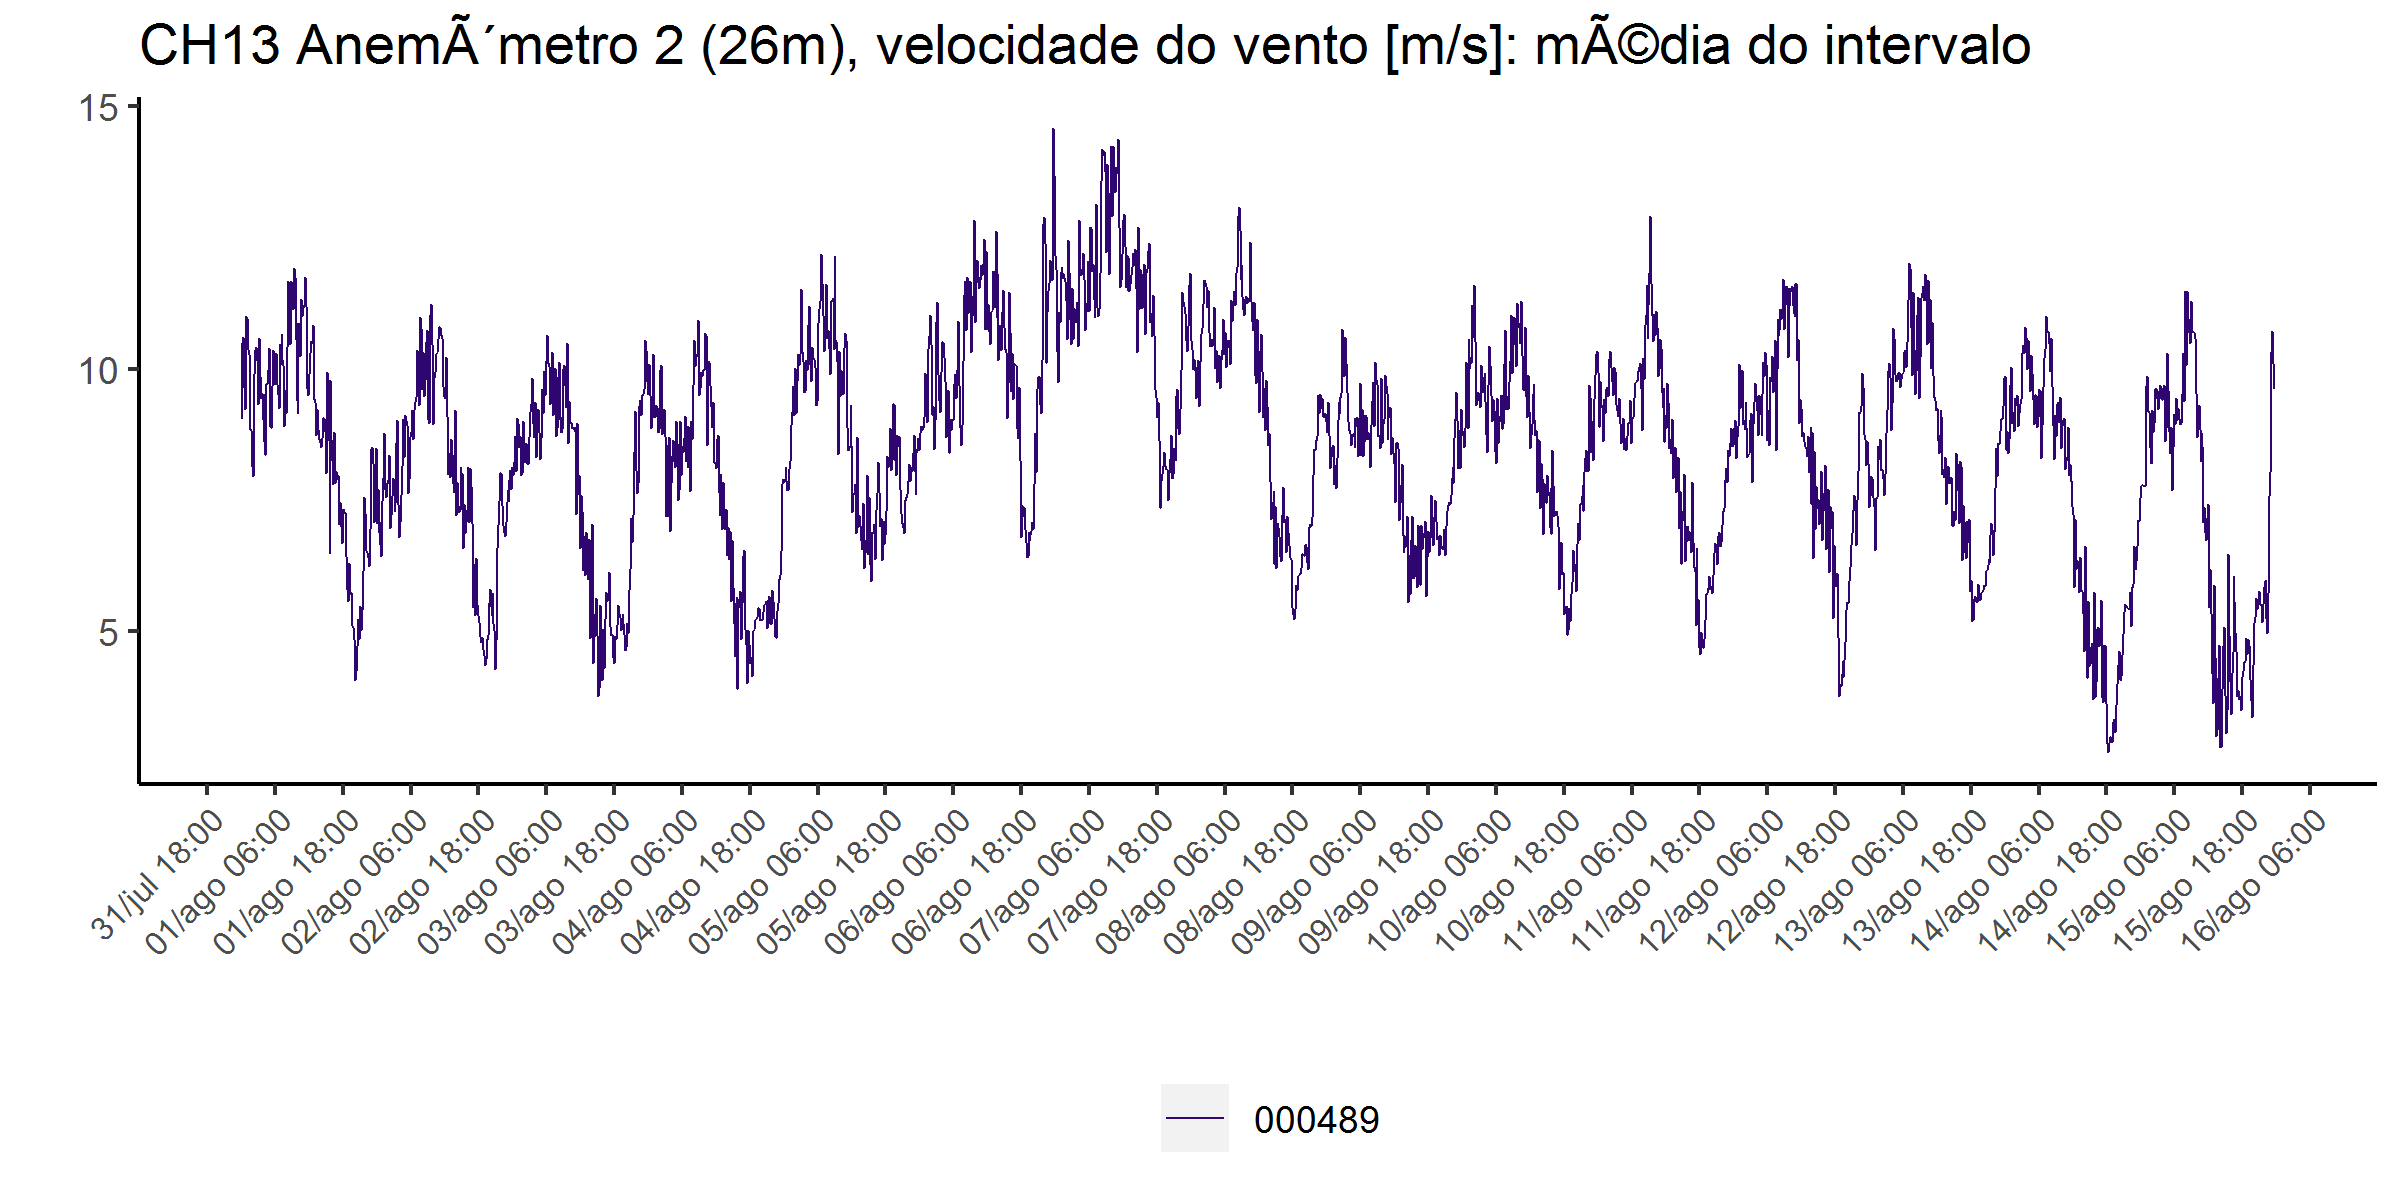 CH13 AnemÃ´metro 2 (26m), velocidade do vento [m/s]: mÃ©dia do intervalo
15
10
5
31/jul 18:00
01/ago 06:00
01/ago 18:00
02/ago 06:00
02/ago 18:00
03/ago 06:00
03/ago 18:00
04/ago 06:00
04/ago 18:00
05/ago 06:00
05/ago 18:00
06/ago 06:00
06/ago 18:00
07/ago 06:00
07/ago 18:00
08/ago 06:00
08/ago 18:00
09/ago 06:00
09/ago 18:00
10/ago 06:00
10/ago 18:00
11/ago 06:00
11/ago 18:00
12/ago 06:00
12/ago 18:00
13/ago 06:00
13/ago 18:00
14/ago 06:00
14/ago 18:00
15/ago 06:00
15/ago 18:00
16/ago 06:00
000489